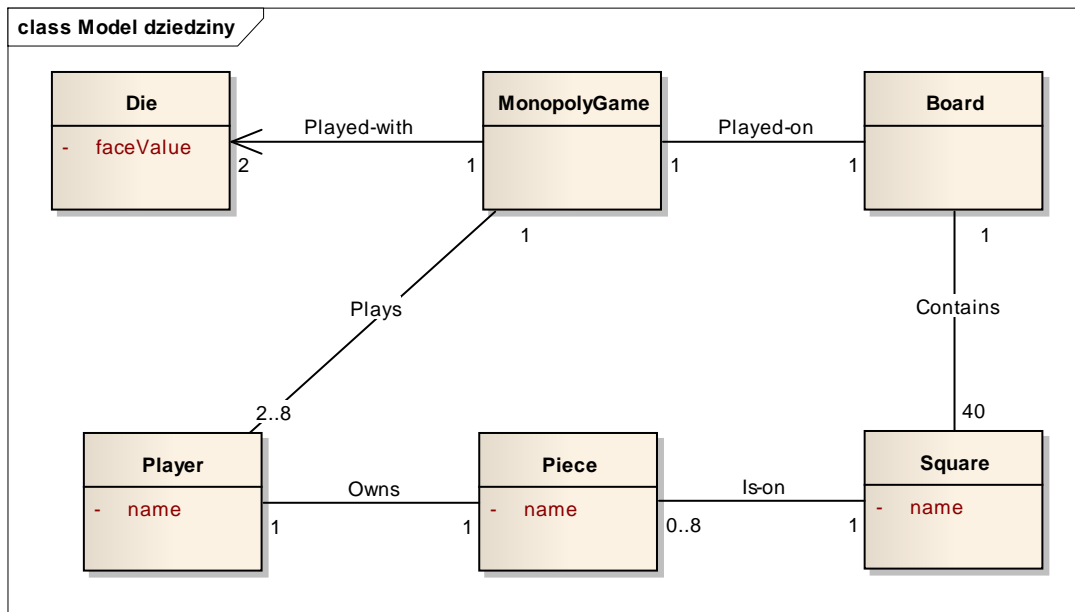 class Model dziedziny
Die
- faceValue
Played-with
2
1
MonopolyGame
Played-on
1
1
Board
1
Plays
2..8
1
Contains
40
Player
- name
Owns
1
1
Piece
- name
Is-on
0..8
1
Square
- name